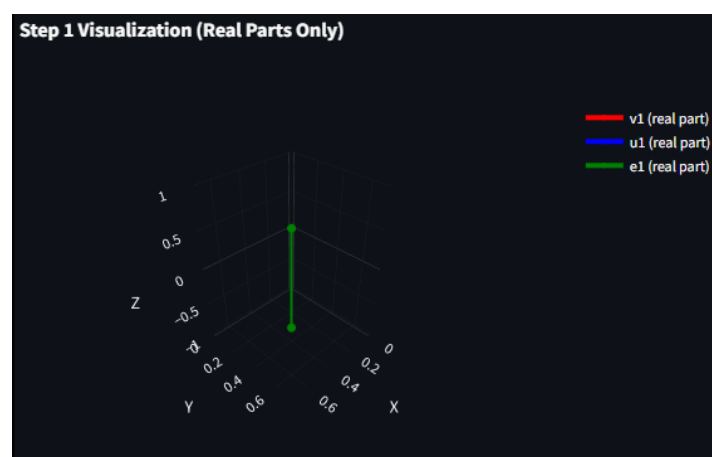 Step 1 Visualization (Real Parts Only)
v1 (real part)
u1 (real part)
e1 (real part)
1
0.5
0
−0.5
Z
0.2
0.4
0.6
Y
0
0.2
0.4
0.6
X